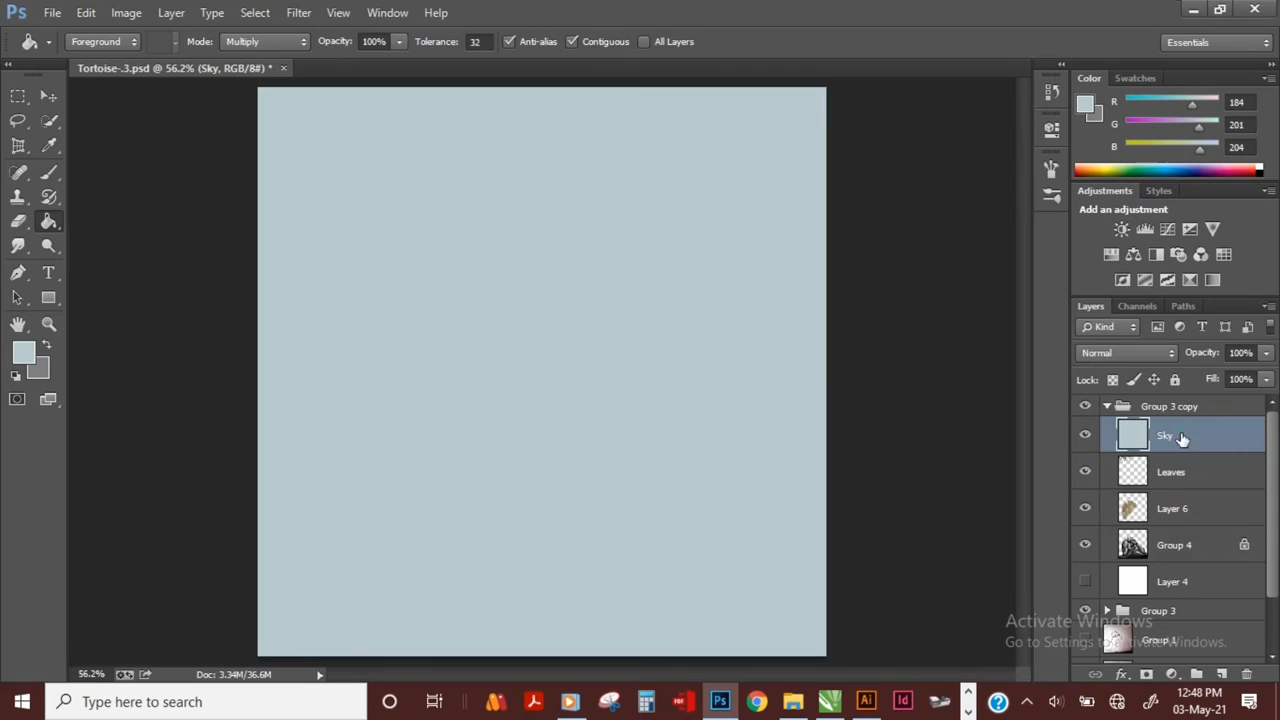 Ps File Edit Image Layer Type Select Filter View Window Help
Foreground Mode: Multiply Opacity: 100% Tolerance: 32 Anti-alias Contiguous All Layers Essentials
Tortoise-.3.psd @ 56.2% (Sky, RGB/8#) *
Color Swatches
R 184
G 201
B 204
Adjustments Styles
Add an adjustment
Layers Channels Paths
Kind
Normal Opacity: 100%
Lock: Fill: 100%
Group 3 copy
Sky
Leaves
Layer 6
Group 4
Layer 4
Group 3
Group 1
Activate Windows
Go to Settings to activate Windows.
56.2% Doc: 3.34M/36.6M
Type here to search
Ps Ai Id
12:48 PM
03-May-21